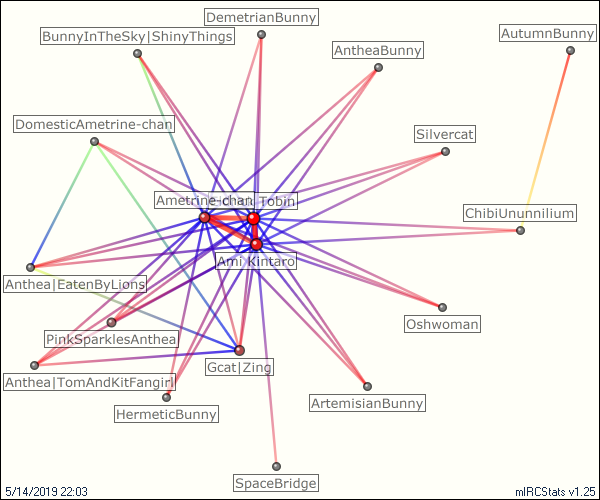 DemetrianBunny
BunnyInTheSky|ShinyThings
AutumnBunny
AntheaBunny
DomesticAmetrine-chan
Silvercat
Ametrine-chan
Tobin
ChibiUnunnilium
Ami Kintaro
Anthea|EatenByLions
Oshwoman
PinkSparklesAnthea
Gcat|Zing
Anthea|TomAndKitFangirl
ArtemisianBunny
HermeticBunny
SpaceBridge
5/14/2019 22:03
mIRCStats v1.25